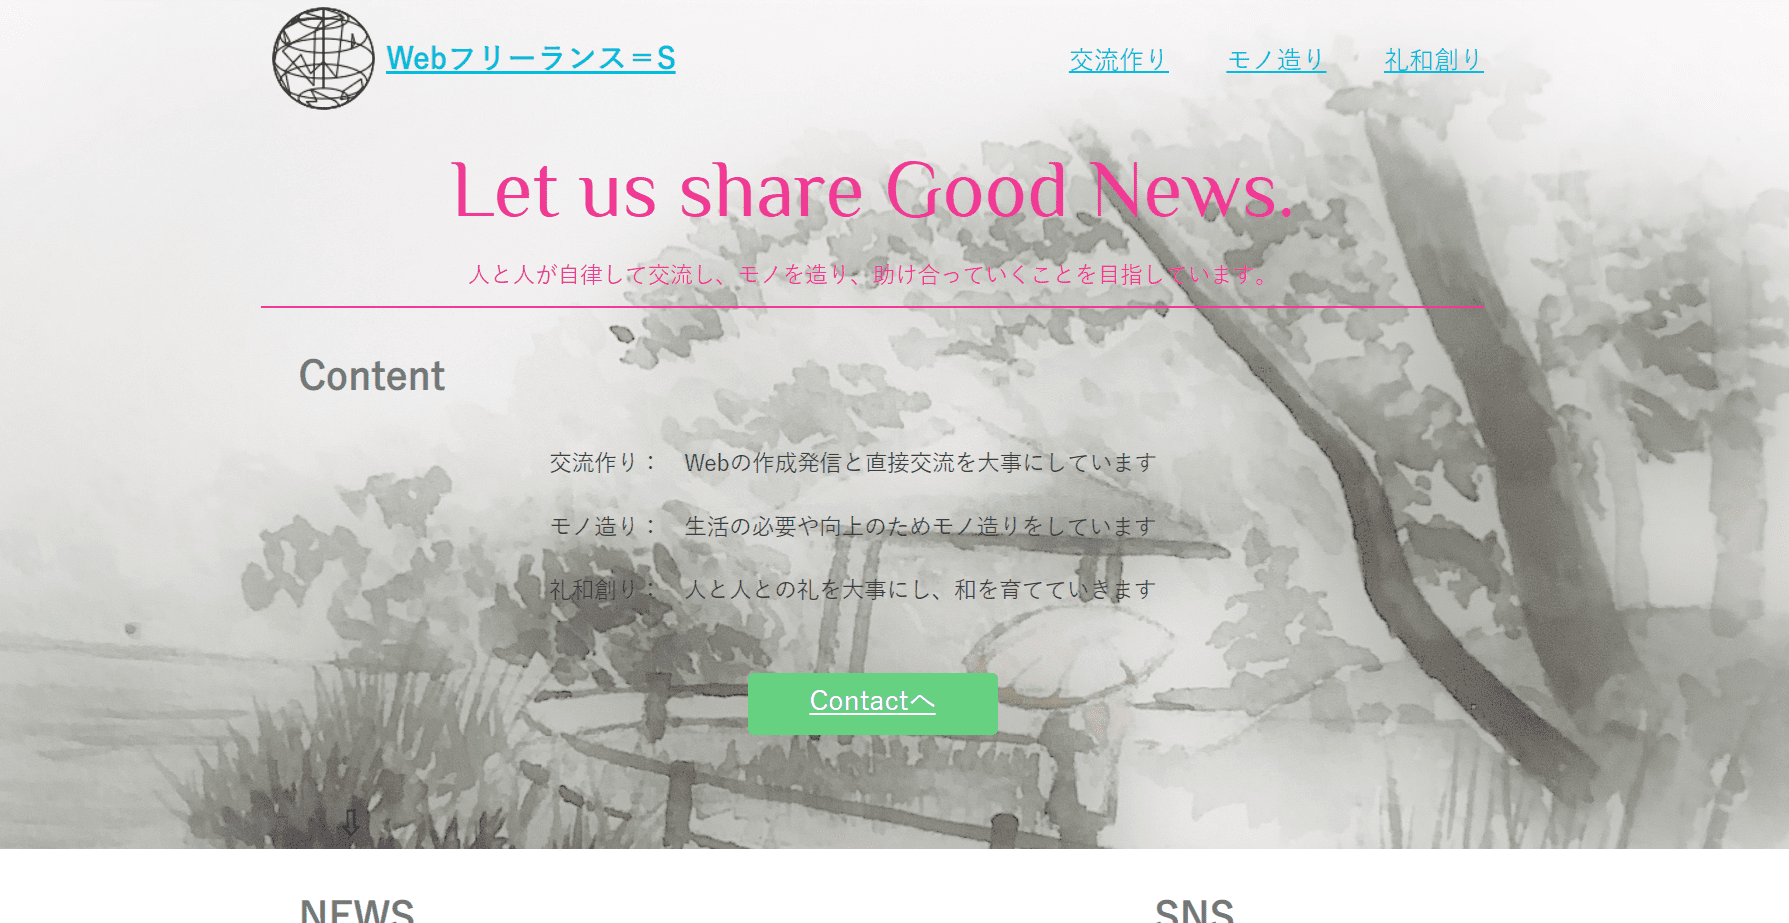 Webフリーランス＝S
交流作り モノ造り 礼和創り
Let us share Good News.
人と人が自律して交流し、モノを造り、助け合っていくことを目指しています。
Content
交流作り： Webの作成発信と直接交流を大事にしています
モノ造り： 生活の必要や向上のためモノ造りをしています
礼和創り： 人と人との礼を大事にし、和を育てていきます
Contactへ
⇩
NEWS SNS